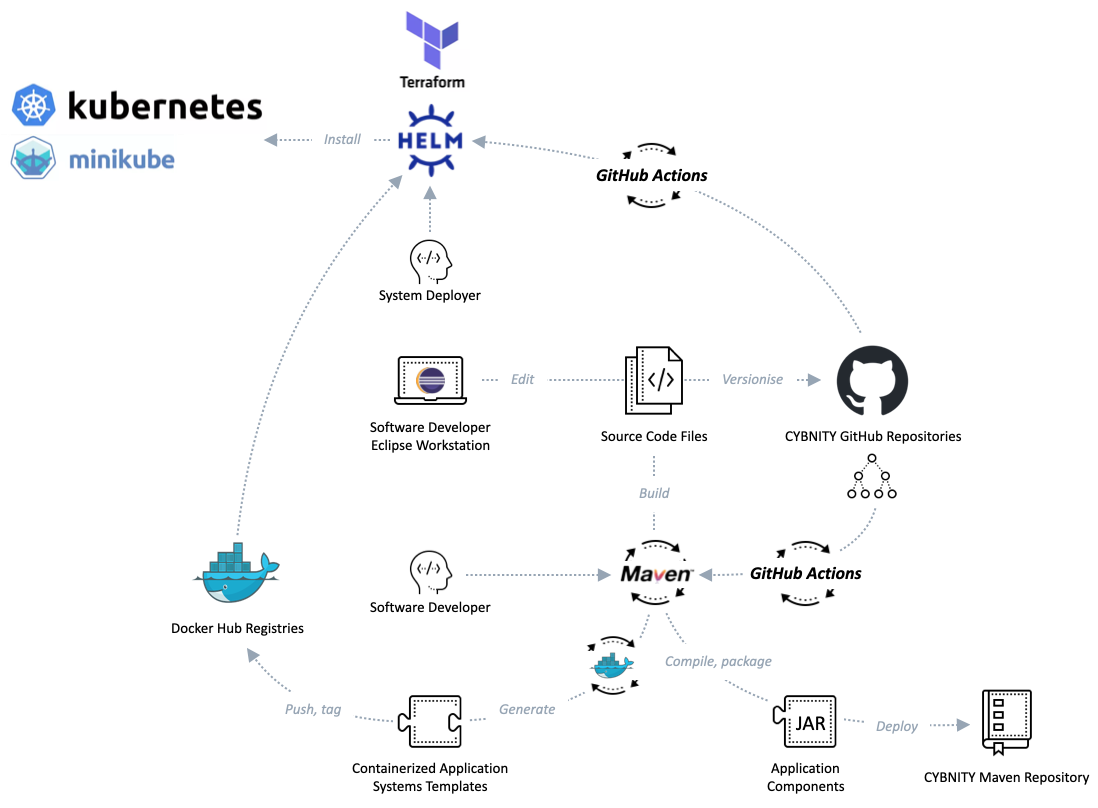 Terraform
kubernetes
HELM
Install
minikube
GitHub Actions
System Deployer
</>
Edit
Versionise
Software Developer
Eclipse Workstation
Source Code Files
CYBNITY GitHub Repositories
Build
Maven™
GitHub Actions
Software Developer
Docker Hub Registries
Compile, package
Push, tag
Generate
JAR
Deploy
Containerized Application
Systems Templates
Application
Components
CYBNITY Maven Repository